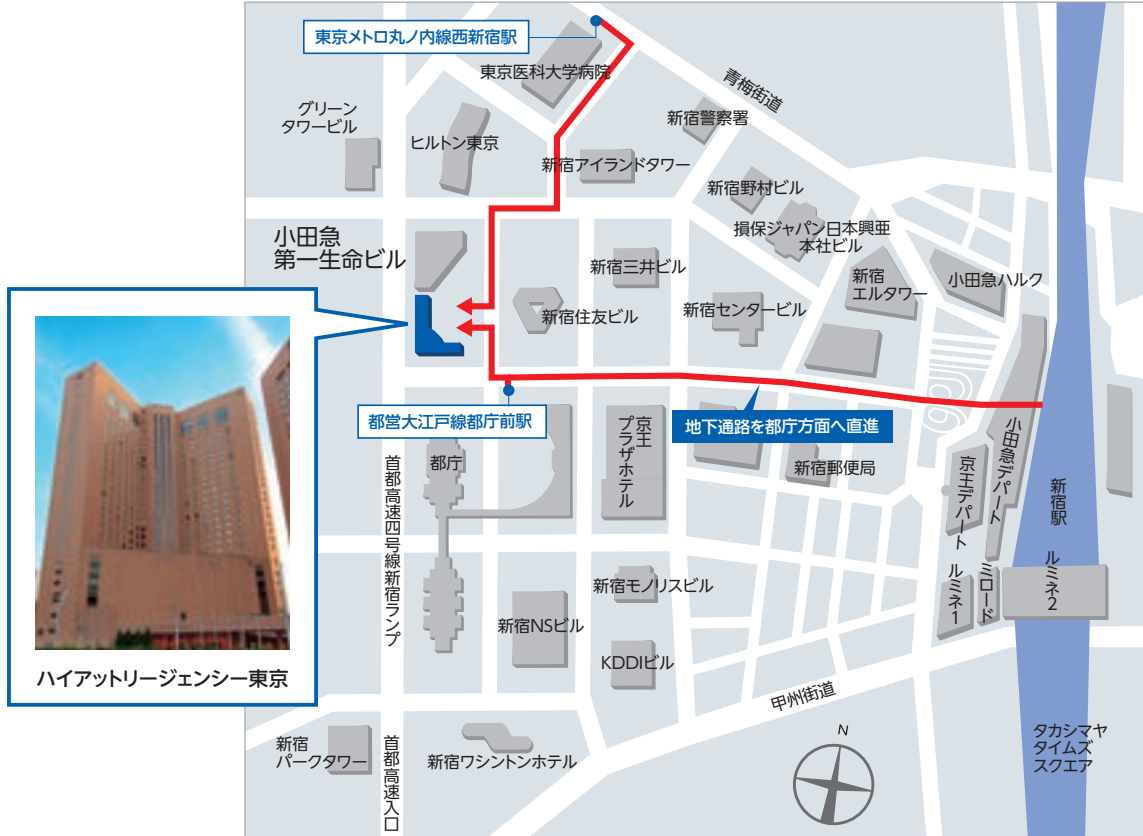 東京メトロ丸ノ内線西新宿駅
東京医科大学病院
青梅街道
グリーン
タワービル
ヒルトン東京
新宿警察署
新宿アイランドタワー
新宿野村ビル
損保ジャパン日本興亜
本社ビル
小田急
第一生命ビル
新宿三井ビル
新宿
エルタワー
小田急ハルク
新宿住友ビル
新宿センタービル
都営大江戸線都庁前駅
地下通路を都庁方面へ直進
都庁
京王
プラザホテル
新宿郵便局
京王デパート
小田急デパート
新宿駅
首都高速四号線新宿ランプ
新宿モノリスビル
ルミネ1
ミロード
ルミネ2
新宿NSビル
KDDIビル
ハイアットリージェンシー東京
甲州街道
新宿
パークタワー
首都高速入口
新宿ワシントンホテル
N
タカシマヤ
タイムズ
スクエア